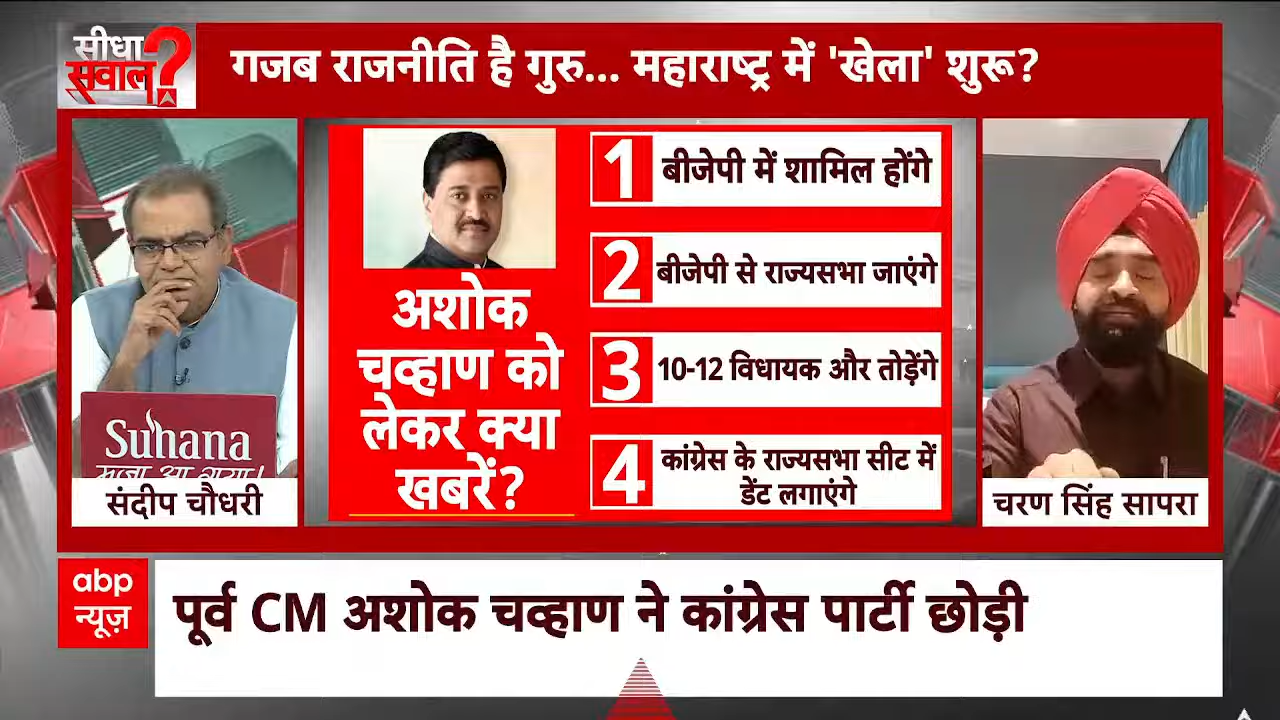 सीधा
सवाल?
गजब राजनीति है गुरु... महाराष्ट्र में 'खेला' शुरू?
अशोक
चव्हाण को
लेकर क्या
खबरें?
1 बीजेपी में शामिल होंगे
2 बीजेपी से राज्यसभा जाएंगे
3 10-12 विधायक और तोड़ेंगे
4 कांग्रेस के राज्यसभा सीट में
डेंट लगाएंगे
Suhana
संदीप चौधरी
चरण सिंह सापरा
abp
न्यूज़
पूर्व CM अशोक चव्हाण ने कांग्रेस पार्टी छोड़ी